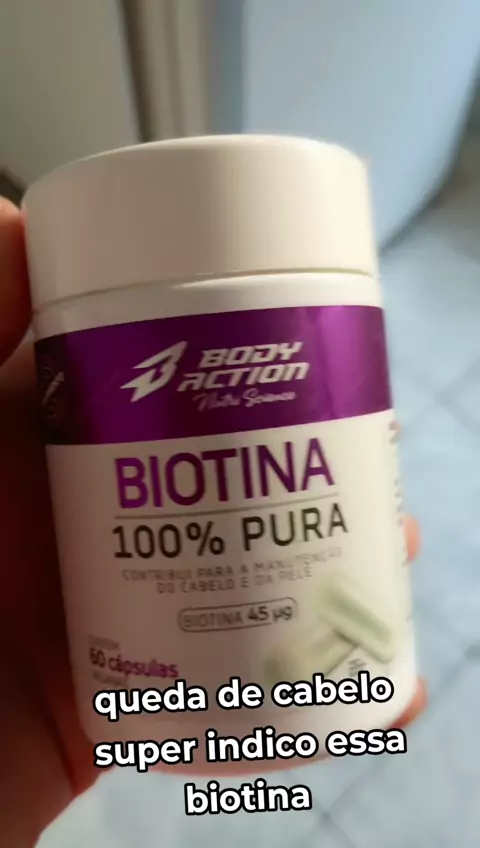 BODY
ACTION
Nutri Science
BIOTINA
100% PURA
CONTRIBUI PARA A MANUTENÇÃO
DO CABELO E DA PELE
BIOTINA 45 µg
60 cápsulas
queda de cabelo
super indico essa
biotina